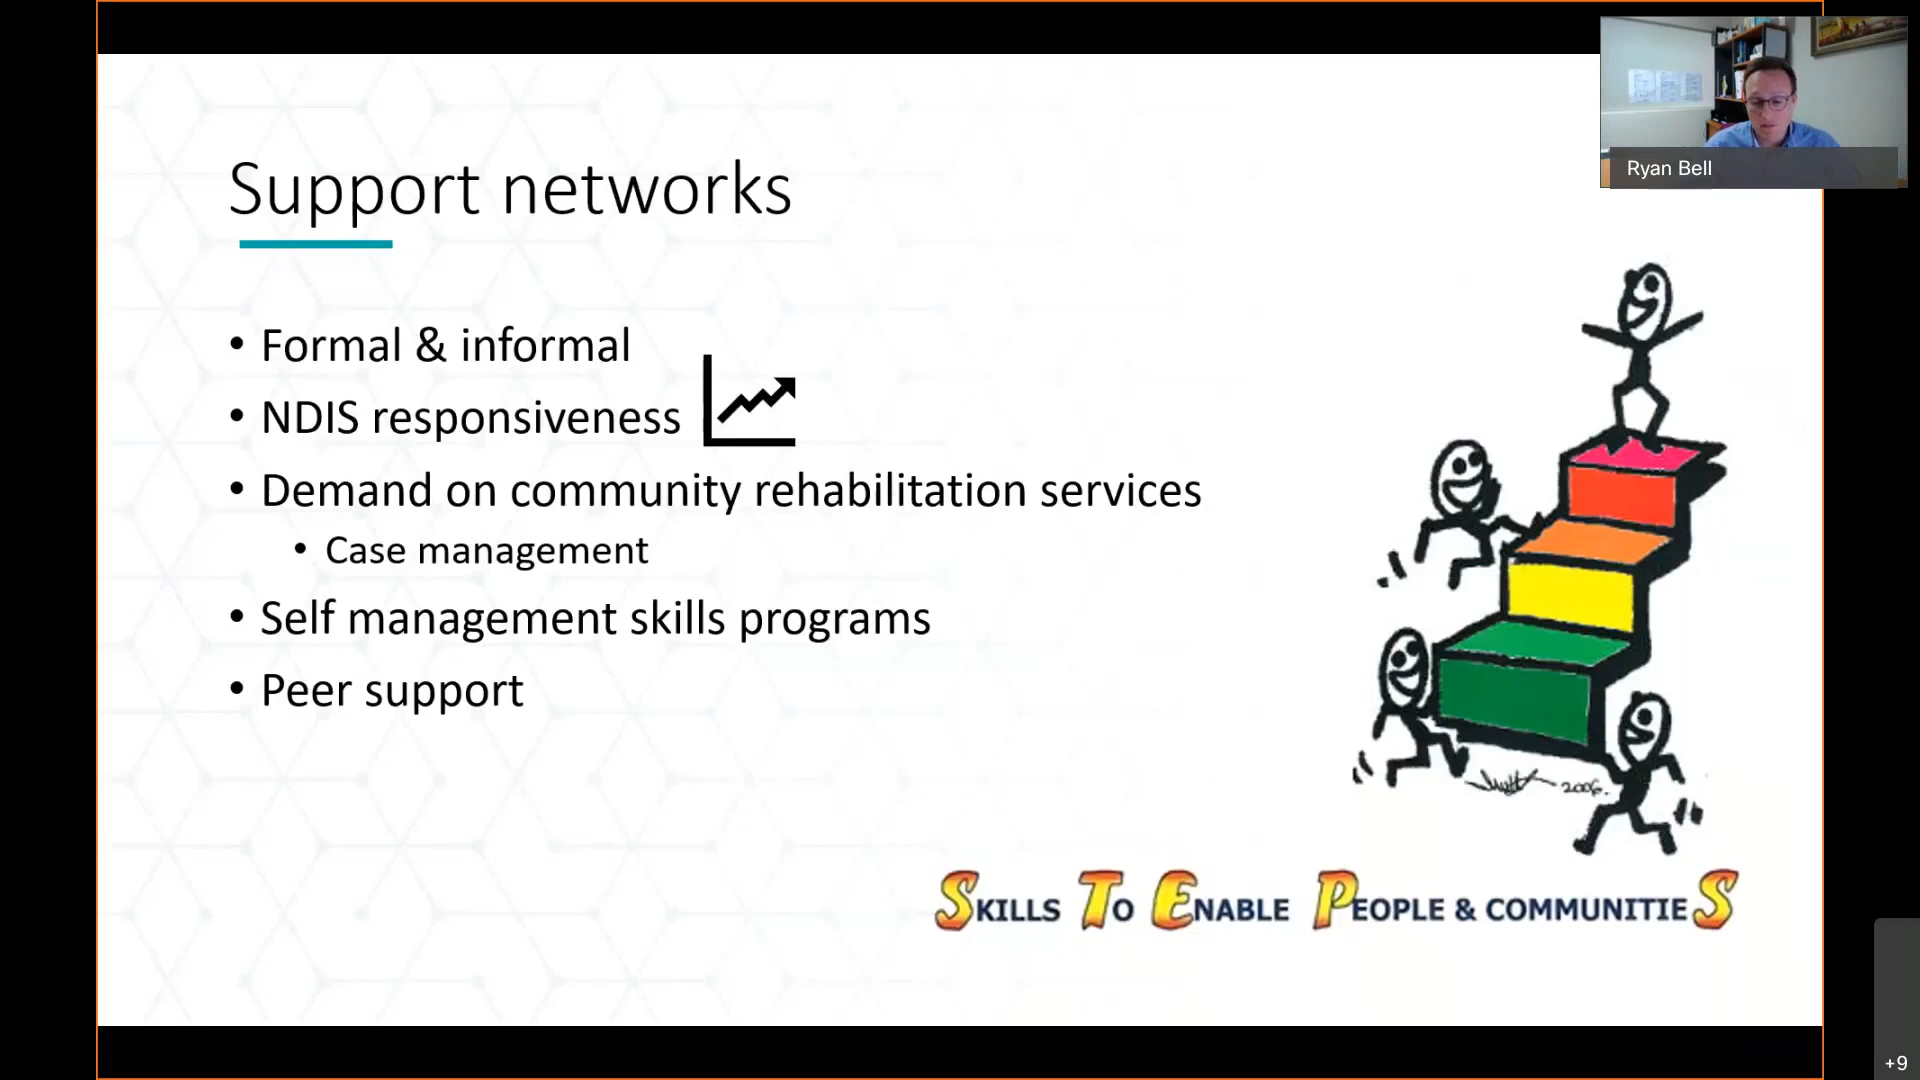 Ryan Bell
Support networks
• Formal & informal
• NDIS responsiveness
• Demand on community rehabilitation services
• Case management
• Self management skills programs
• Peer support
2006.
SKILLS TO ENABLE PEOPLE & COMMUNITIES
+9